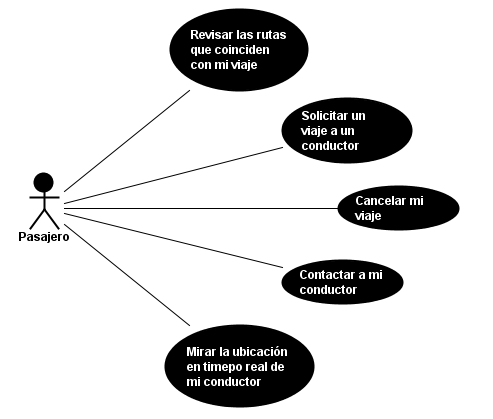 Revisar las rutas
que coinciden
con mi viaje
Solicitar un
viaje a un
conductor
Cancelar mi
viaje
Pasajero
Contactar a mi
conductor
Mirar la ubicación
en timepo real de
mi conductor